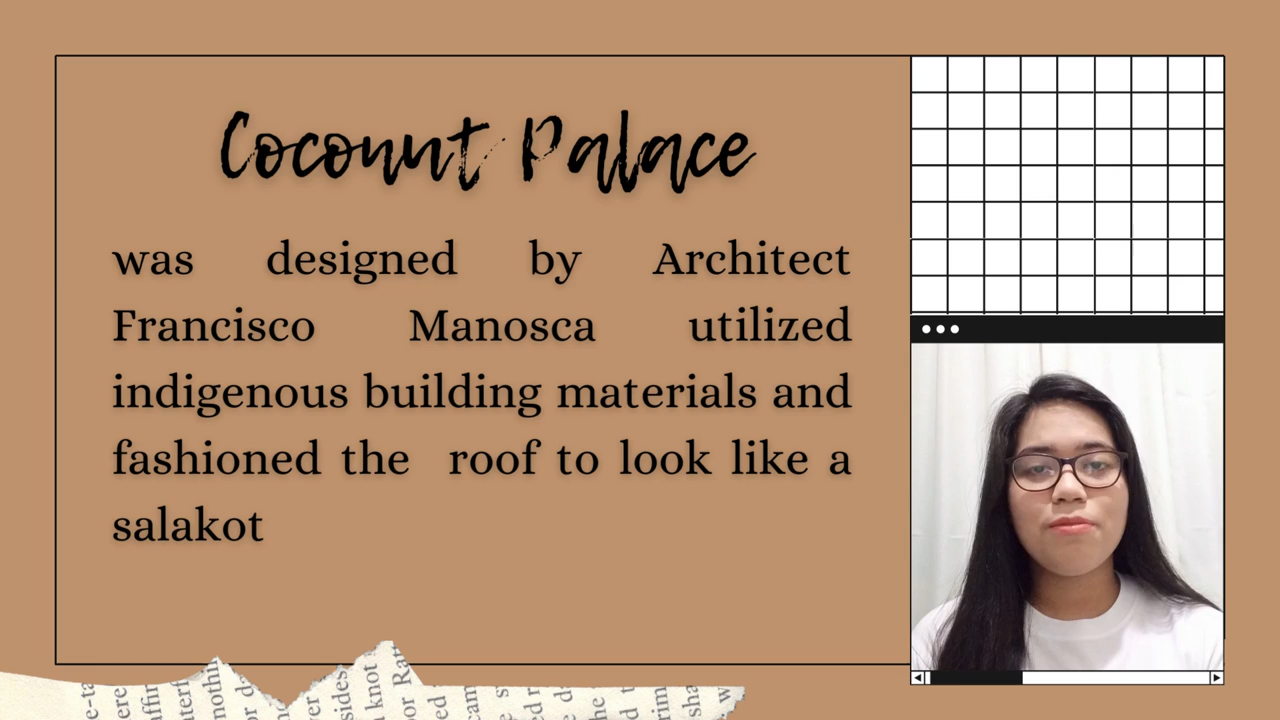 Coconut Palace
was designed by Architect
Francisco Manosca utilized
indigenous building materials and
fashioned the roof to look like a
salakot